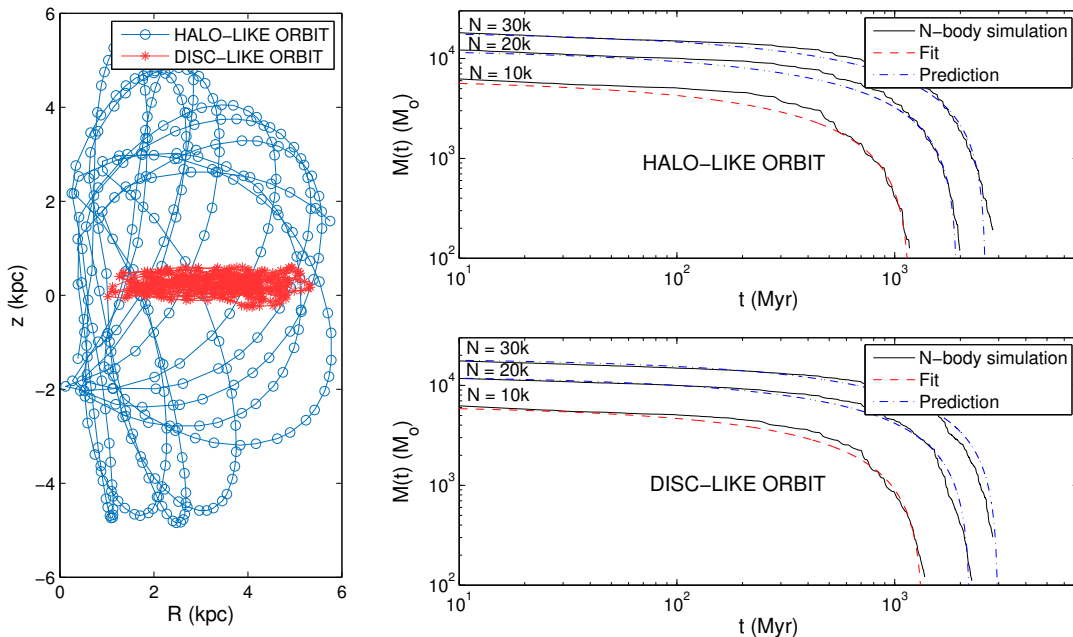 6
4
2
0
−2
−4
−6
0
2
4
6
z (kpc)
R (kpc)
HALO−LIKE ORBIT
DISC−LIKE ORBIT
N = 30k
N = 20k
N = 10k
10^4
10^3
10^2
10^1
10^2
10^3
M(t) (M_o)
t (Myr)
HALO−LIKE ORBIT
N−body simulation
Fit
Prediction
N = 30k
N = 20k
N = 10k
10^4
10^3
10^2
10^1
10^2
10^3
M(t) (M_o)
t (Myr)
DISC−LIKE ORBIT
N−body simulation
Fit
Prediction